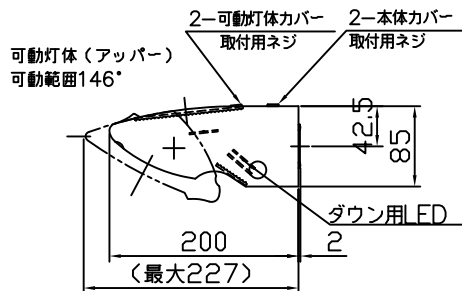 2−可動灯体カバー
取付用ネジ
2−本体カバー
取付用ネジ
可動灯体（アッパー）
可動範囲146°
42.5
85
ダウン用LED
200
2
(最大227)